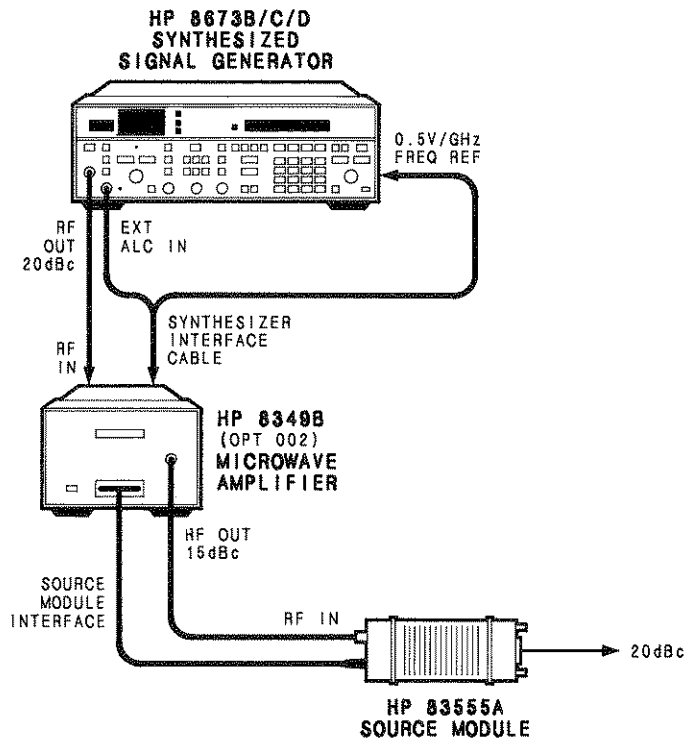 HP 8673B/C/D
SYNTHESIZED
SIGNAL GENERATOR
0.5V/GHz
FREQ REF
RF
OUT
20dBc
EXT
ALC IN
SYNTHESIZER
INTERFACE
CABLE
RF
IN
HP 8349B
(OPT 002)
MICROWAVE
AMPLIFIER
RF OUT
15dBc
SOURCE
MODULE
INTERFACE
RF IN
20dBc
HP 83555A
SOURCE MODULE